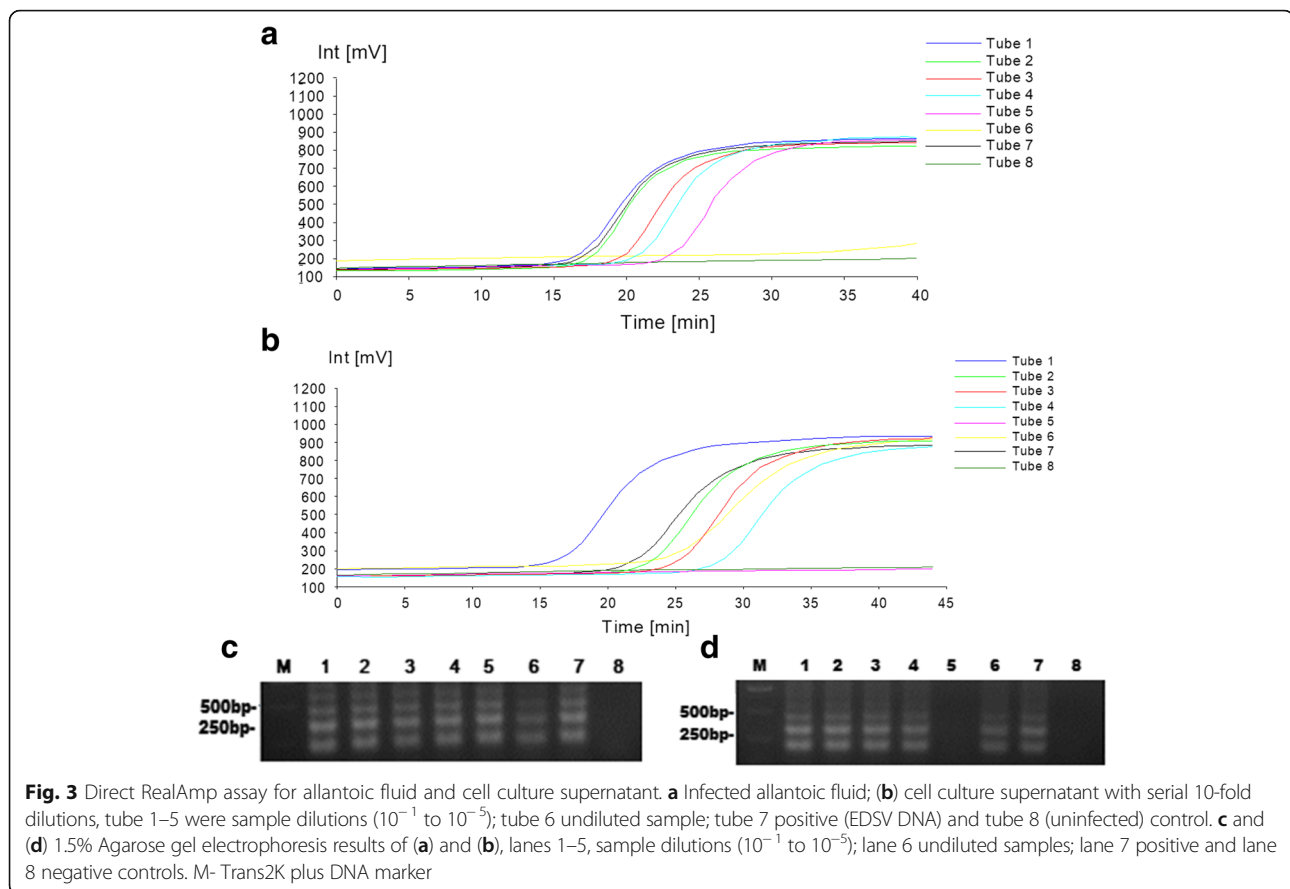 a
Int [mV]
Tube 1
Tube 2
Tube 3
Tube 4
Tube 5
Tube 6
Tube 7
Tube 8
1200
1100
1000
900
800
700
600
500
400
300
200
100
0 5 10 15 20 25 30 35 40
Time [min]
b
Int [mV]
Tube 1
Tube 2
Tube 3
Tube 4
Tube 5
Tube 6
Tube 7
Tube 8
1200
1100
1000
900
800
700
600
500
400
300
200
100
0 5 10 15 20 25 30 35 40 45
Time [min]
c
M 1 2 3 4 5 6 7 8
500bp-
250bp-
d
M 1 2 3 4 5 6 7 8
500bp-
250bp-
Fig. 3 Direct RealAmp assay for allantoic fluid and cell culture supernatant. a Infected allantoic fluid; (b) cell culture supernatant with serial 10-fold
dilutions, tube 1–5 were sample dilutions (10⁻¹ to 10⁻⁵); tube 6 undiluted sample; tube 7 positive (EDSV DNA) and tube 8 (uninfected) control. c and
(d) 1.5% Agarose gel electrophoresis results of (a) and (b), lanes 1–5, sample dilutions (10⁻¹ to 10⁻⁵); lane 6 undiluted samples; lane 7 positive and lane
8 negative controls. M- Trans2K plus DNA marker